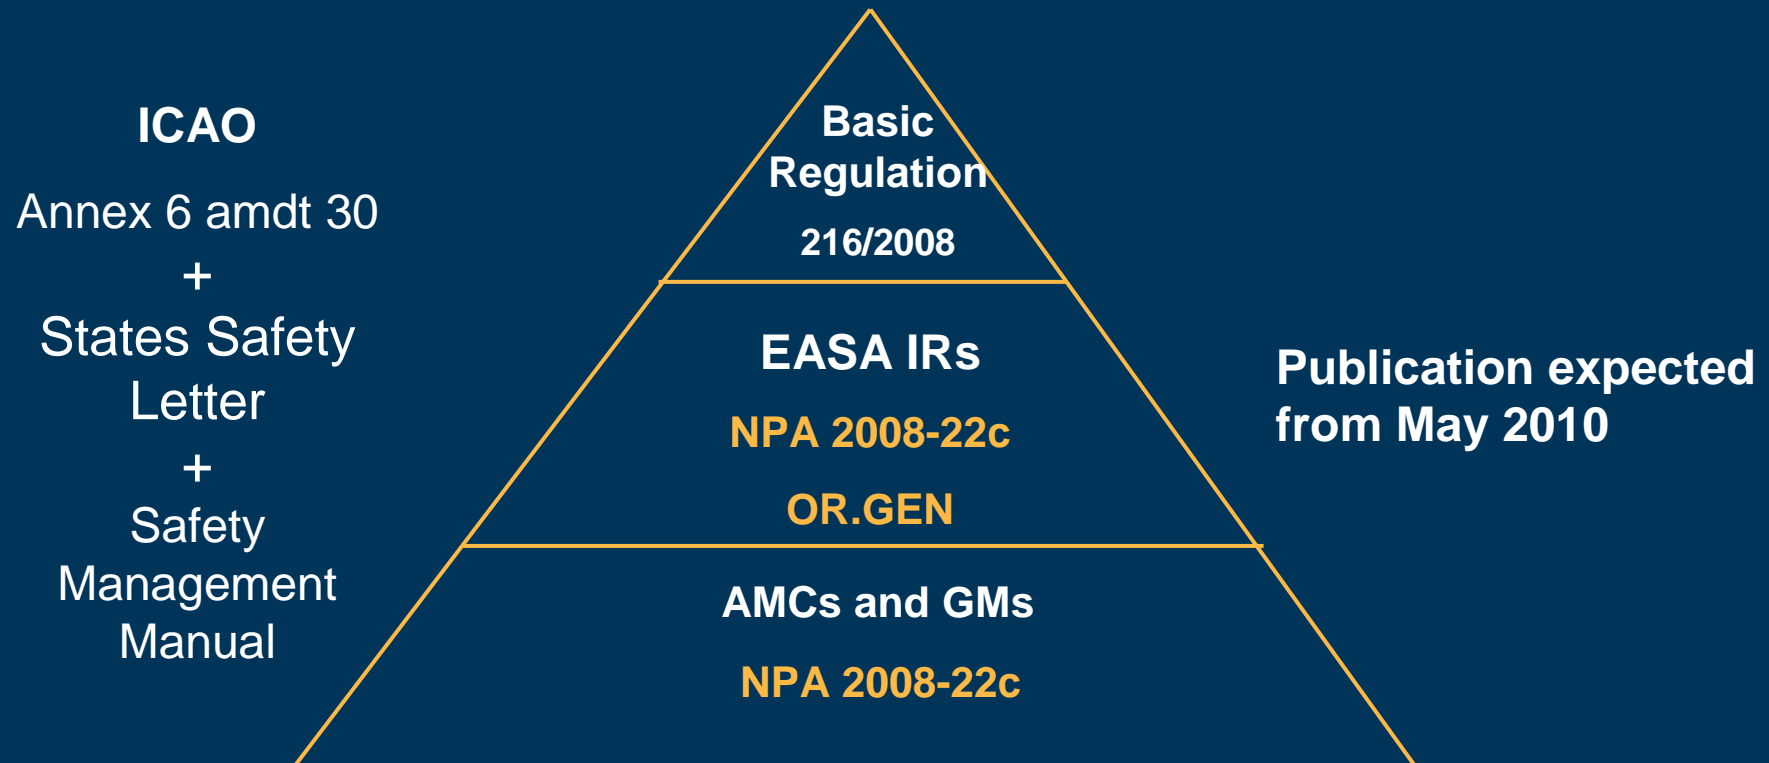 ICAO
Annex 6 amdt 30
+
States Safety
Letter
+
Safety
Management
Manual
Basic
Regulation
216/2008
EASA IRs
NPA 2008-22c
OR.GEN
AMCs and GMs
NPA 2008-22c
Publication expected
from May 2010